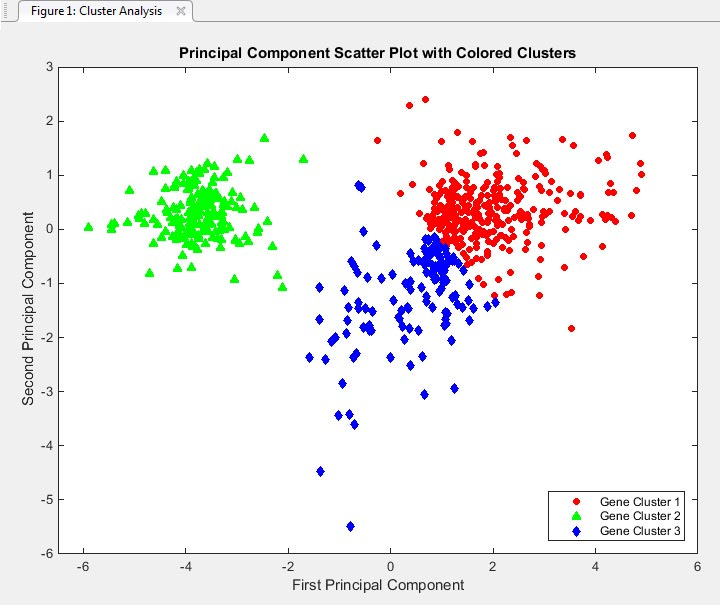 Figure 1: Cluster Analysis
Principal Component Scatter Plot with Colored Clusters
3
2
1
0
-1
-2
-3
-4
-5
-6
Second Principal Component
-6
-4
-2
0
2
4
6
First Principal Component
Gene Cluster 1
Gene Cluster 2
Gene Cluster 3